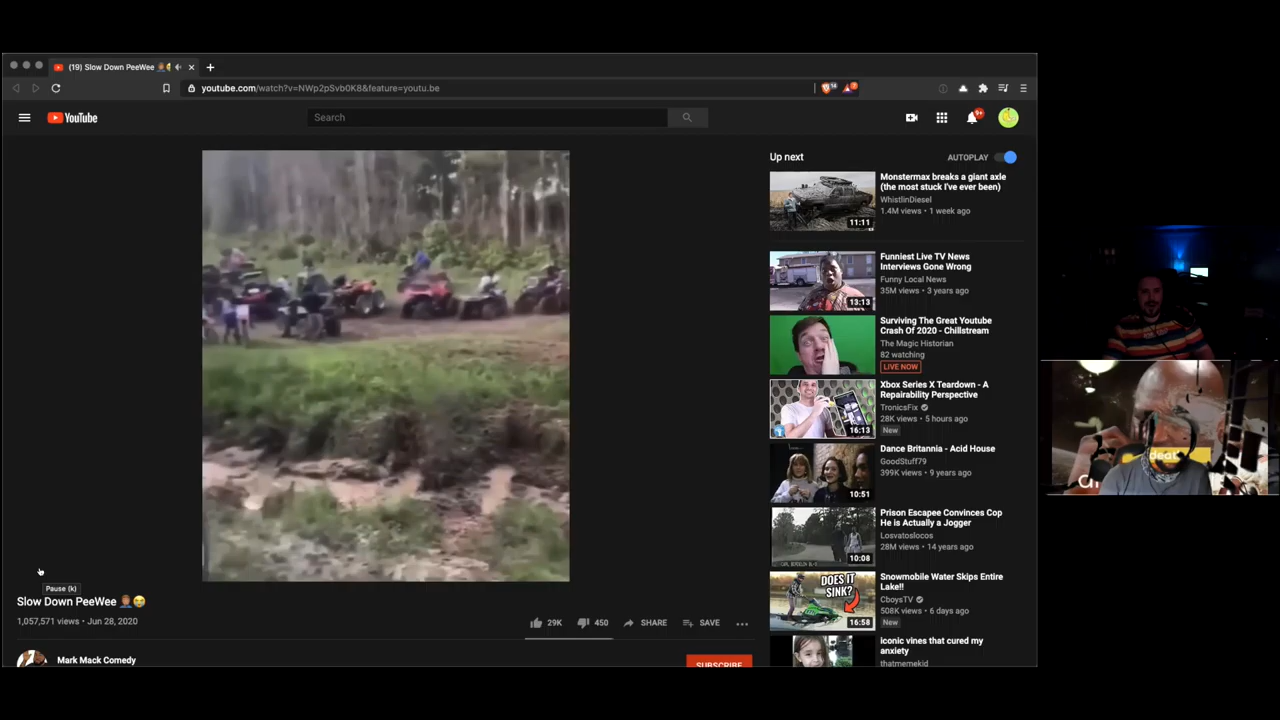 (19) Slow Down PeeWee 🤦🏾‍♂️😂
youtube.com/watch?v=NWp2pSvb0K8&feature=youtu.be
YouTube
Search
9+
Up next
AUTOPLAY
Monstermax breaks a giant axle
(the most stuck I've ever been)
WhistlinDiesel
1.4M views • 1 week ago
11:11
Funniest Live TV News
Interviews Gone Wrong
Funny Local News
35M views • 3 years ago
13:13
Surviving The Great Youtube
Crash Of 2020 - Chillstream
The Magic Historian
82 watching
LIVE NOW
Xbox Series X Teardown - A
Repairability Perspective
TronicsFix
28K views • 5 hours ago
New
16:13
Dance Britannia - Acid House
GoodStuff79
399K views • 9 years ago
10:51
Prison Escapee Convinces Cop
He is Actually a Jogger
Losvatoslocos
28M views • 14 years ago
10:08
Snowmobile Water Skips Entire
Lake!!
CboysTV
508K views • 6 days ago
New
DOES IT
SINK?
16:58
iconic vines that cured my
anxiety
thatmemekid
Pause (k)
Slow Down PeeWee 🤦🏾‍♂️😂
1,057,571 views • Jun 28, 2020
29K
450
SHARE
SAVE
Mark Mack Comedy
SUBSCRIBE